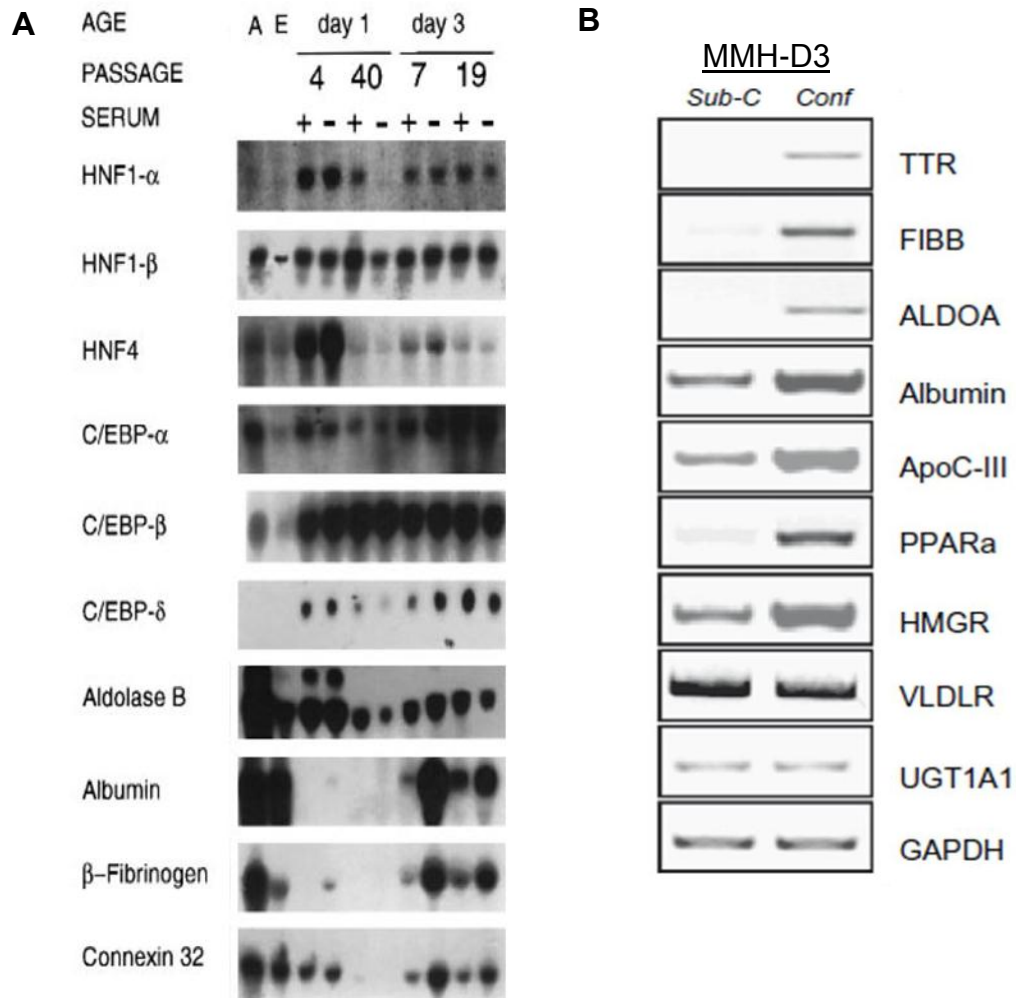 A
AGE A E day 1 day 3
PASSAGE 4 40 7 19
SERUM + - + - + - + -
HNF1-α
HNF1-β
HNF4
C/EBP-α
C/EBP-β
C/EBP-δ
Aldolase B
Albumin
β–Fibrinogen
Connexin 32
B
MMH-D3
Sub-C Conf
TTR
FIBB
ALDOA
Albumin
ApoC-III
PPARa
HMGR
VLDLR
UGT1A1
GAPDH